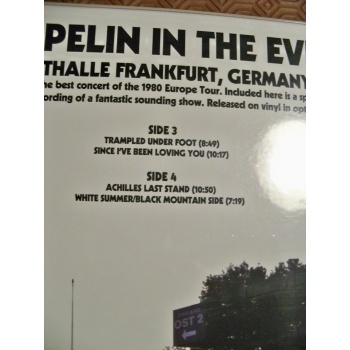 PELIN IN THE EV
THALLE FRANKFURT, GERMANY
he best concert of the 1980 Europe Tour. Included here is a sp
ording of a fantastic sounding show. Released on vinyl in opt
SIDE 3
TRAMPLED UNDER FOOT (8:49)
SINCE I'VE BEEN LOVING YOU (10:17)
SIDE 4
ACHILLES LAST STAND (10:50)
WHITE SUMMER/BLACK MOUNTAIN SIDE (7:19)
OST 2